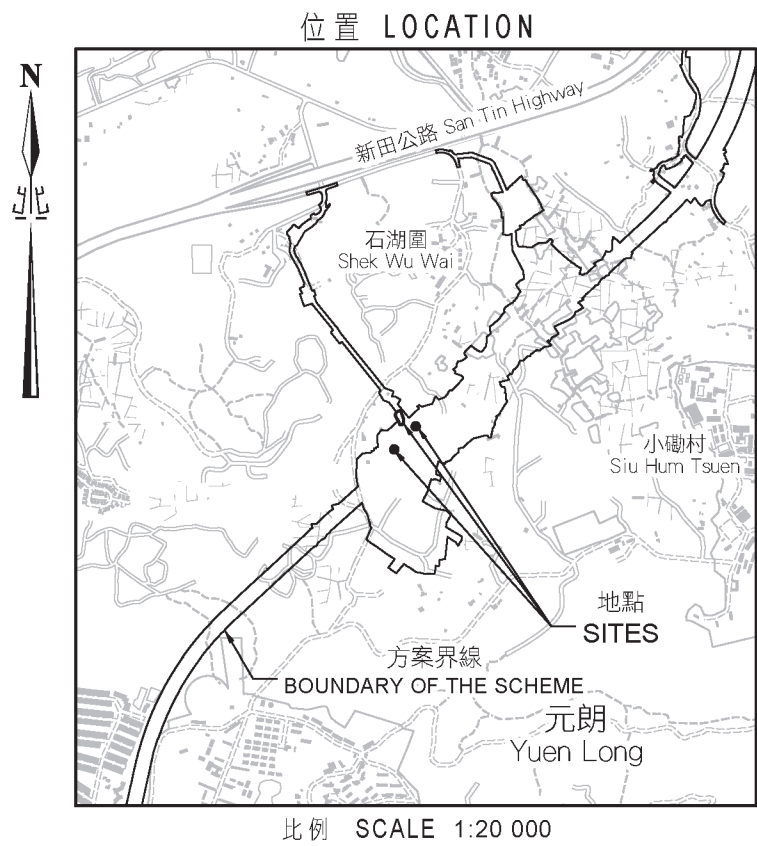 位置 LOCATION
N
新田公路 San Tin Highway
石湖圍
Shek Wu Wai
小磡村
Siu Hum Tsuen
地點
SITES
方案界線
BOUNDARY OF THE SCHEME
元朗
Yuen Long
比例 SCALE 1:20 000